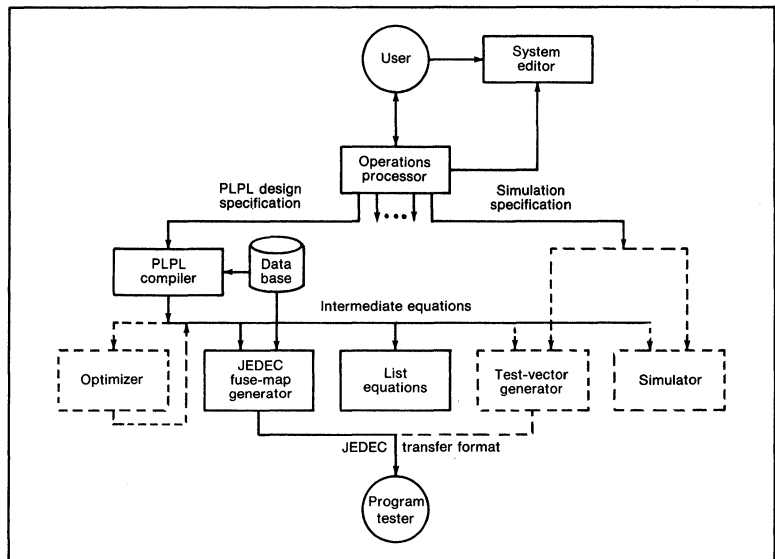 User
System
editor
Operations
processor
PLPL design
specification
Simulation
specification
PLPL
compiler
Data
base
Intermediate equations
Optimizer
JEDEC
fuse-map
generator
List
equations
Test-vector
generator
Simulator
JEDEC transfer format
Program
tester